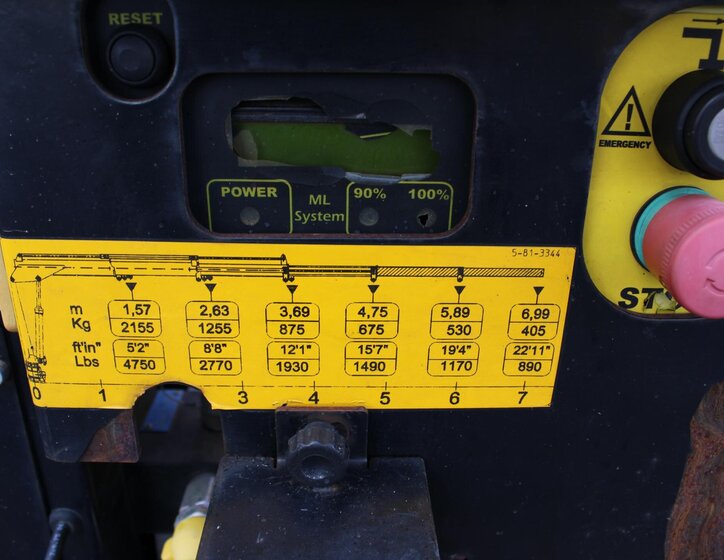 RESET
POWER
ML
System
90%
100%
EMERGENCY
5-81-3344
m 1,57 2,63 3,69 4,75 5,89 6,99
Kg 2155 1255 875 675 530 405
ft'in" 5'2" 8'8" 12'1" 15'7" 19'4" 22'11"
Lbs 4750 2770 1930 1490 1170 890
0 1 3 4 5 6 7